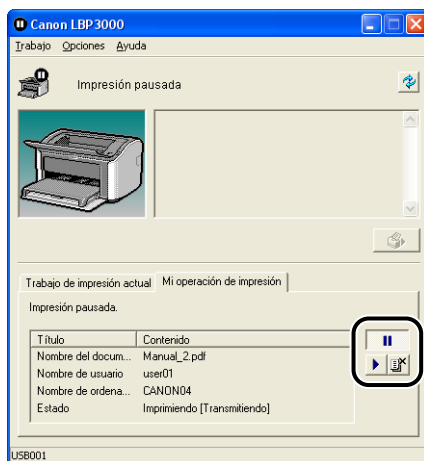 Canon LBP3000
Trabajo Opciones Ayuda
Impresión pausada
Trabajo de impresión actual Mi operación de impresión
Impresión pausada.
Título Contenido
Nombre del docum... Manual_2.pdf
Nombre de usuario user01
Nombre de ordena... CANON04
Estado Imprimiendo [Transmitiendo]
USB001